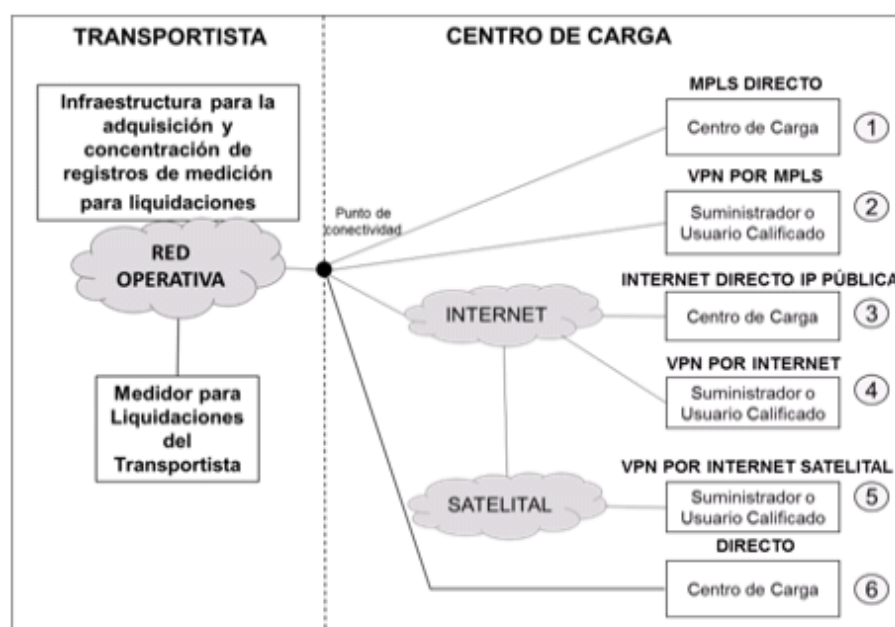 TRANSPORTISTA
Infraestructura para la
adquisición y
concentración de
registros de medición
para liquidaciones
RED
OPERATIVA
Medidor para
Liquidaciones
del
Transportista
Punto de
conectividad
CENTRO DE CARGA
MPLS DIRECTO
Centro de Carga
1
VPN POR MPLS
Suministrador o
Usuario Calificado
2
INTERNET
INTERNET DIRECTO IP PÚBLICA
Centro de Carga
3
VPN POR INTERNET
Suministrador o
Usuario Calificado
4
SATELITAL
VPN POR INTERNET SATELITAL
Suministrador o
Usuario Calificado
5
DIRECTO
Centro de Carga
6